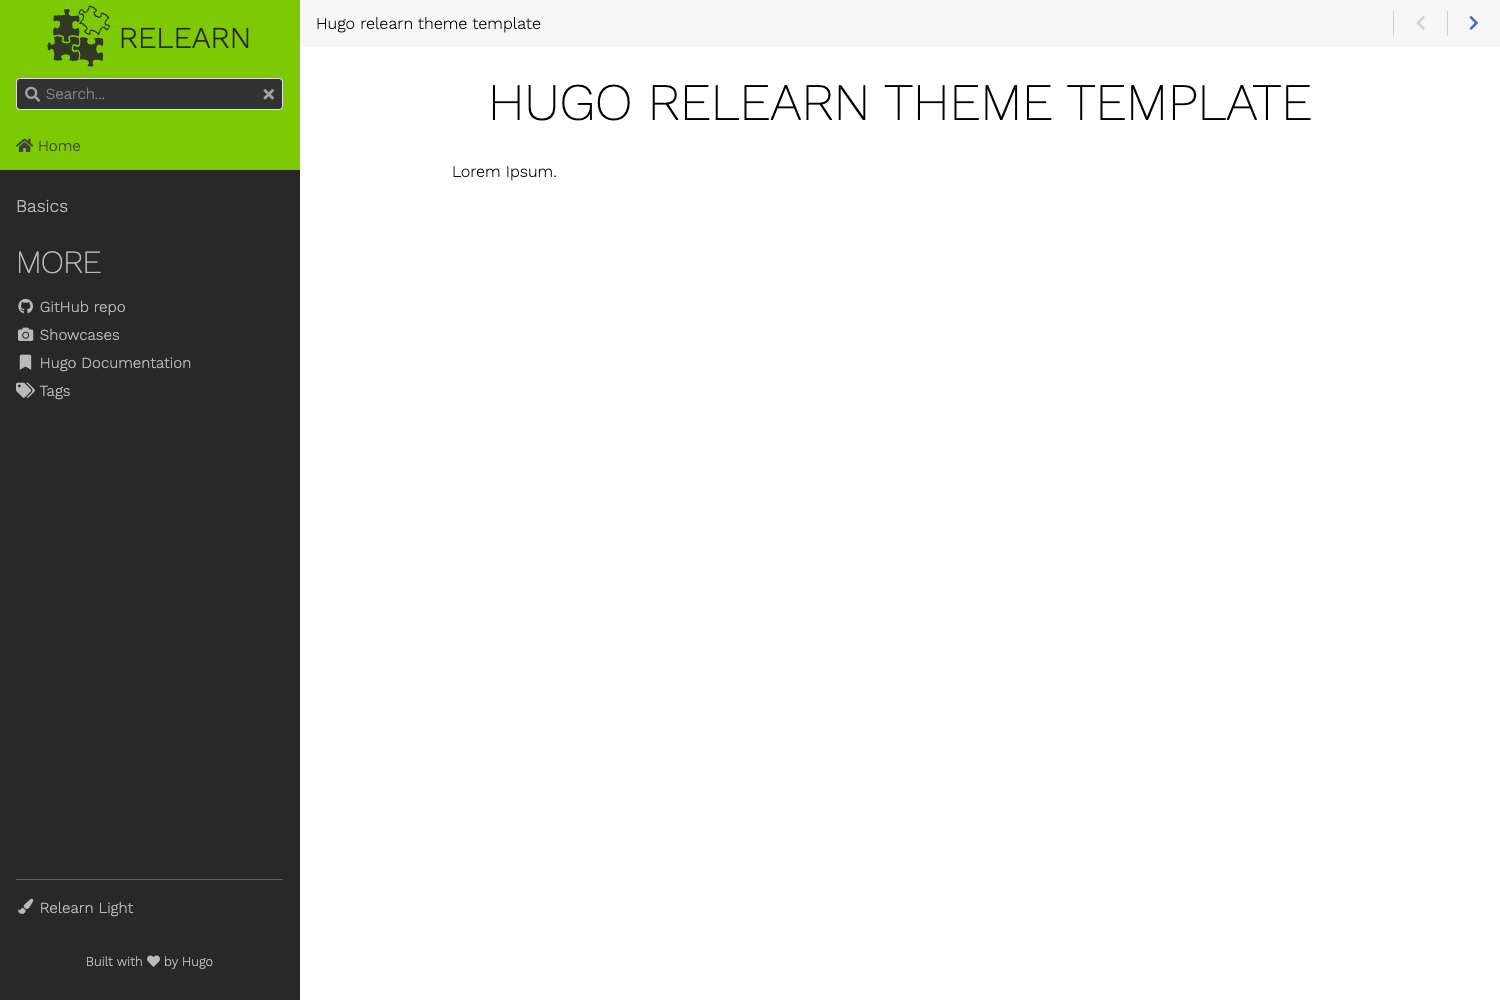 RELEARN
Search...
Home
Basics
MORE
GitHub repo
Showcases
Hugo Documentation
Tags
Relearn Light
Built with by Hugo
Hugo relearn theme template
HUGO RELEARN THEME TEMPLATE
Lorem Ipsum.